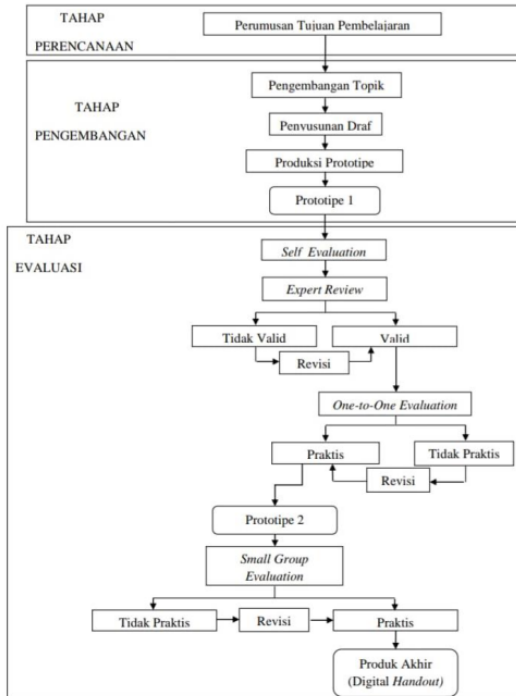 TAHAP
PERENCANAAN
Perumusan Tujuan Pembelajaran
TAHAP
PENGEMBANGAN
Pengembangan Topik
Penyusunan Draf
Produksi Prototipe
Prototipe 1
TAHAP
EVALUASI
Self Evaluation
Expert Review
Tidak Valid
Valid
Revisi
One-to-One Evaluation
Praktis
Tidak Praktis
Revisi
Prototipe 2
Small Group
Evaluation
Tidak Praktis
Revisi
Praktis
Produk Akhir
(Digital Handout)